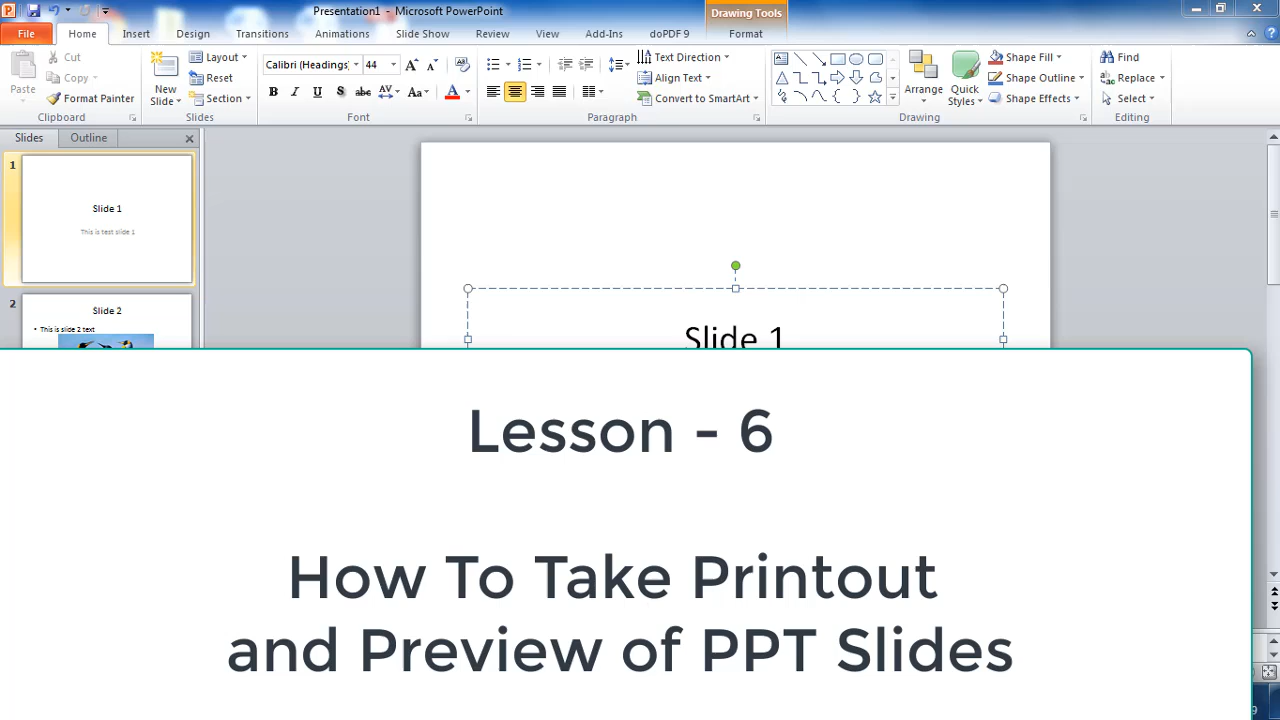 Presentation1 - Microsoft PowerPoint
Drawing Tools
File Home Insert Design Transitions Animations Slide Show Review View Add-Ins doPDF 9 Format
Paste
Cut
Copy
Format Painter
Clipboard
New
Slide
Layout
Reset
Section
Slides
Calibri (Headings) 44
B I U S abc AV Aa A
Font
Text Direction
Align Text
Convert to SmartArt
Paragraph
Arrange
Quick
Styles
Shape Fill
Shape Outline
Shape Effects
Drawing
Find
Replace
Select
Editing
Slides Outline
1
Slide 1
This is test slide 1
2
Slide 2
• This is slide 2 text
Slide 1
Lesson - 6
How To Take Printout
and Preview of PPT Slides